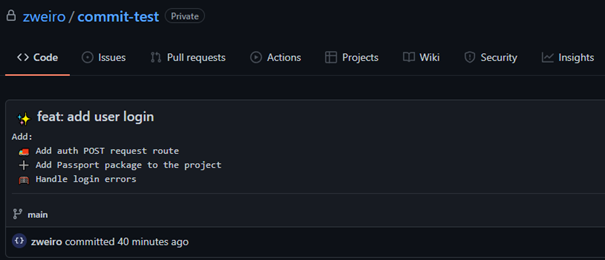 zweiro / commit-test Private
Code Issues Pull requests Actions Projects Wiki Security Insights
✨ feat: add user login
Add:
Add auth POST request route
➕ Add Passport package to the project
Handle login errors
main
zweiro committed 40 minutes ago